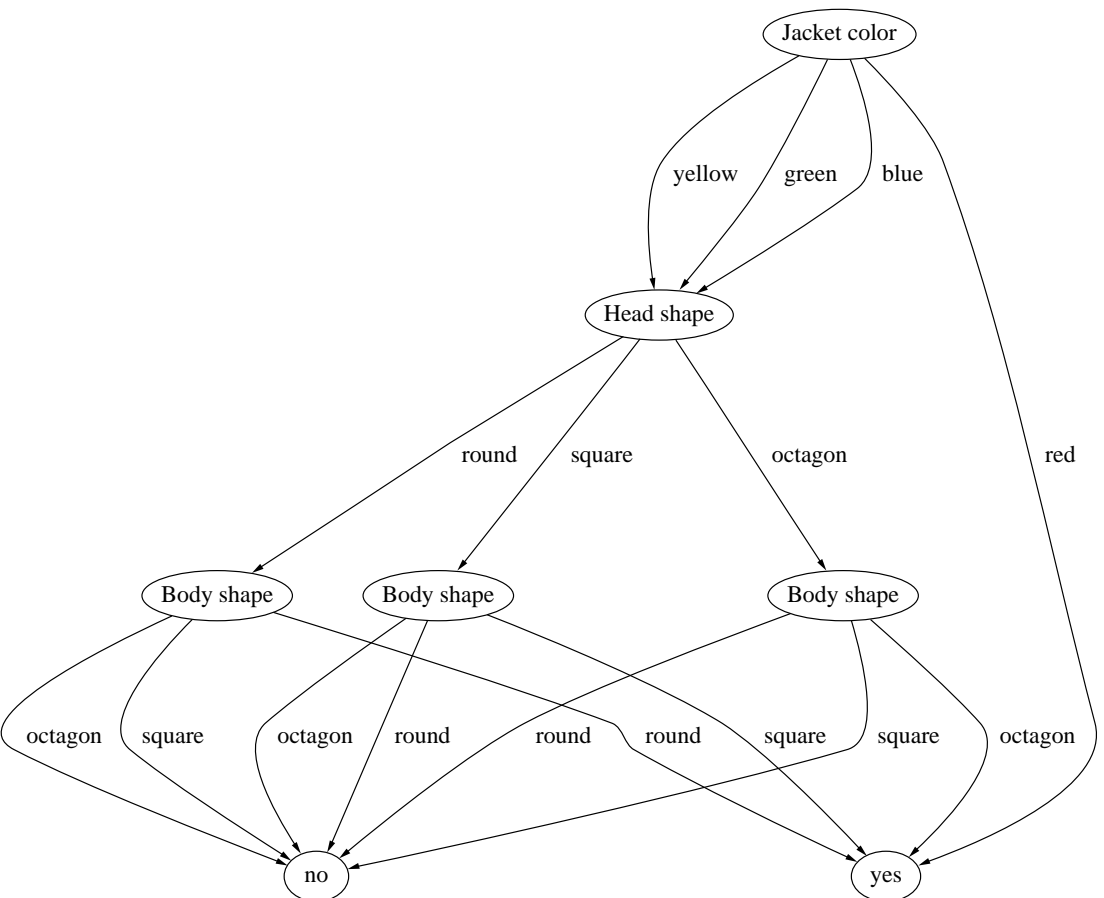 Jacket color
yellow
green
blue
Head shape
round
square
octagon
red
Body shape
Body shape
Body shape
octagon
square
octagon
round
round
round
square
square
octagon
no
yes